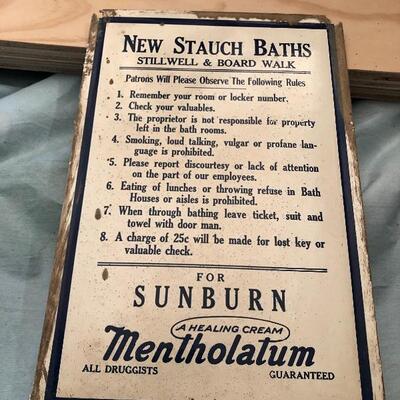 NEW STAUCH BATHS
STILLWELL & BOARD WALK
Patrons Will Please Observe The Following Rules
1. Remember your room or locker number.
2. Check your valuables.
3. The proprietor is not responsible for property
left in the bath rooms.
4. Smoking, loud talking, vulgar or profane lan-
guage is prohibited.
5. Please report discourtesy or lack of attention
on the part of our employees.
6. Eating of lunches or throwing refuse in Bath
Houses or aisles is prohibited.
7. When through bathing leave ticket, suit and
towel with door man.
8. A charge of 25c will be made for lost key or
valuable check.
FOR
SUNBURN
A HEALING CREAM
Mentholatum
ALL DRUGGISTS GUARANTEED